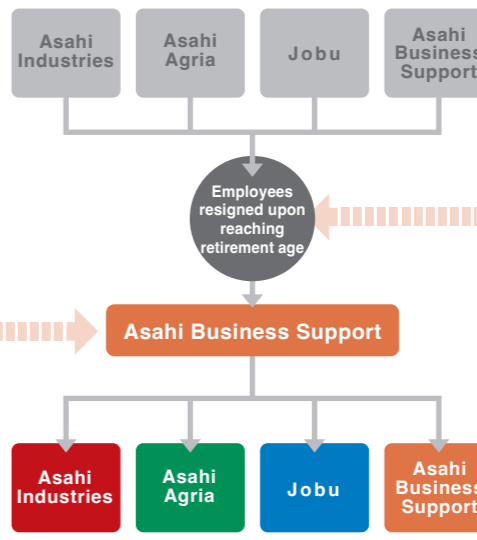 Asahi
Industries
Asahi
Agria
Jobu
Asahi
Business
Support
Employees
resigned upon
reaching
retirement age
Asahi Business Support
Asahi
Industries
Asahi
Agria
Jobu
Asahi
Business
Support